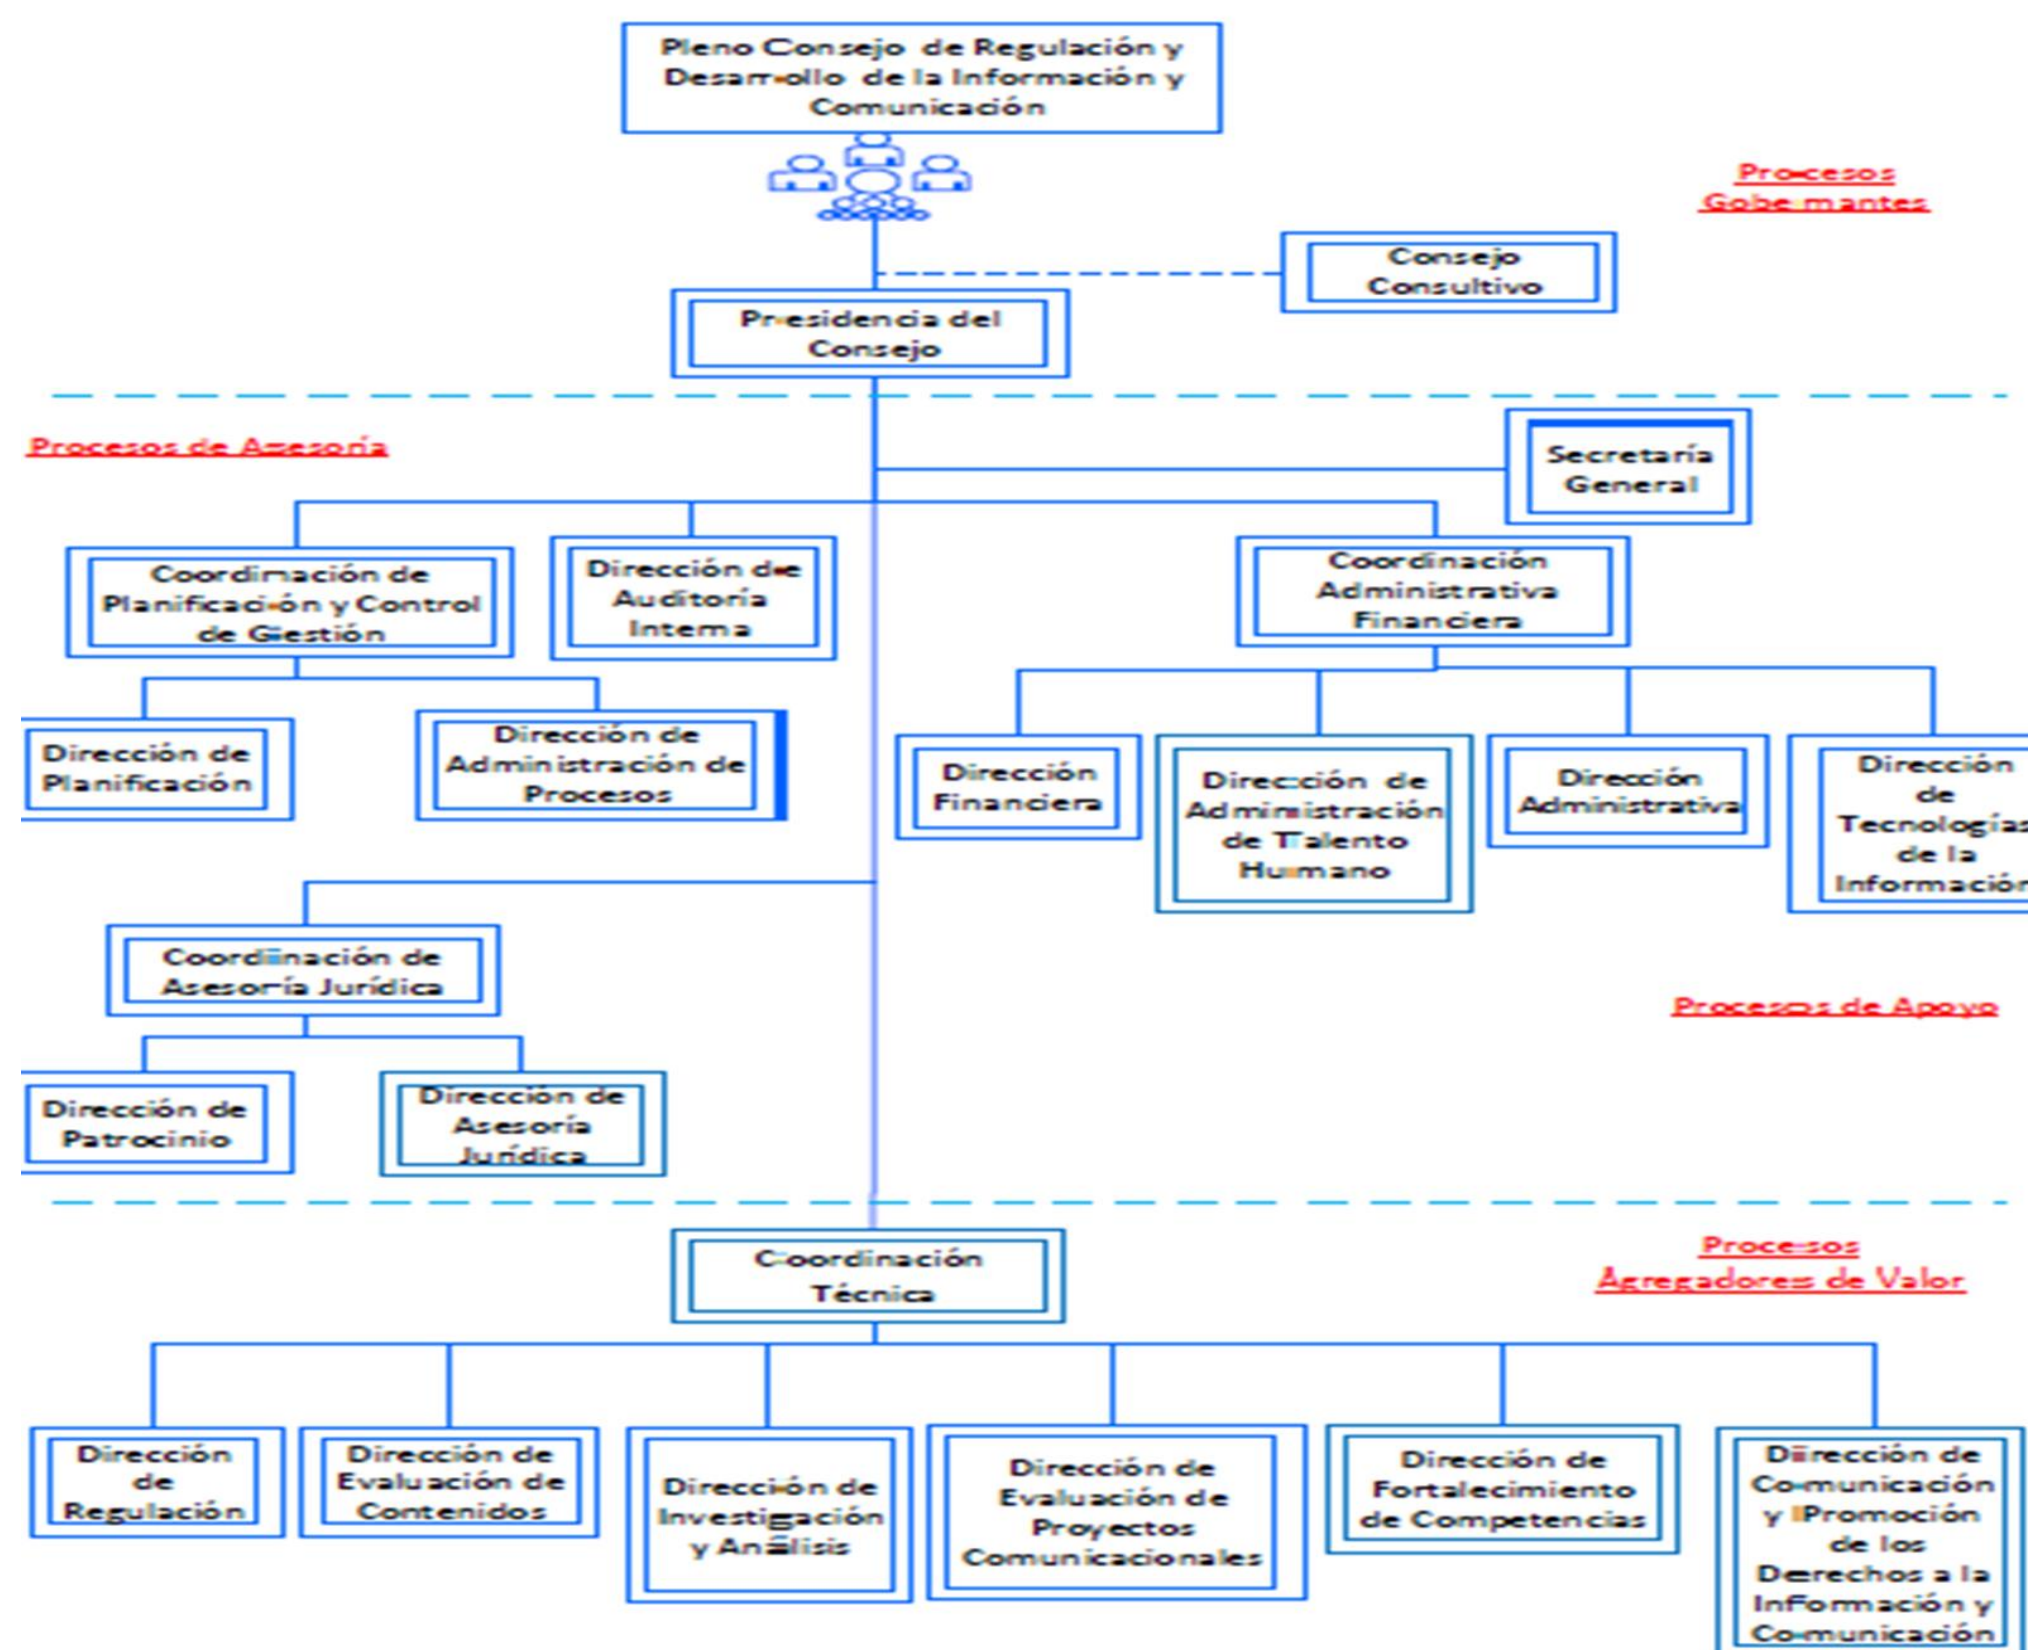 Pleno Consejo de Regulación y
Desarrollo de la Información y
Comunicación
Procesos
Gobernantes
Consejo
Consultivo
Presidencia del
Consejo
Procesos de Asesoría
Secretaría
General
Coordinación de
Planificación y Control
de Gestión
Dirección de
Auditoría
Interna
Coordinación
Administrativa
Financiera
Dirección de
Planificación
Dirección de
Administración de
Procesos
Dirección
Financiera
Dirección de
Administración
de Talento
Humano
Dirección
Administrativa
Dirección
de
Tecnologías
de la
Información
Coordinación de
Asesoría Jurídica
Procesos de Apoyo
Dirección de
Patrocinio
Dirección de
Asesoría
Jurídica
Coordinación
Técnica
Procesos
Agregadores de Valor
Dirección
de
Regulación
Dirección de
Evaluación de
Contenidos
Dirección de
Investigación
y Análisis
Dirección de
Evaluación de
Proyectos
Comunicacionales
Dirección de
Fortalecimiento
de Competencias
Dirección de
Comunicación
y Promoción
de los
Derechos a la
Información y
Comunicación